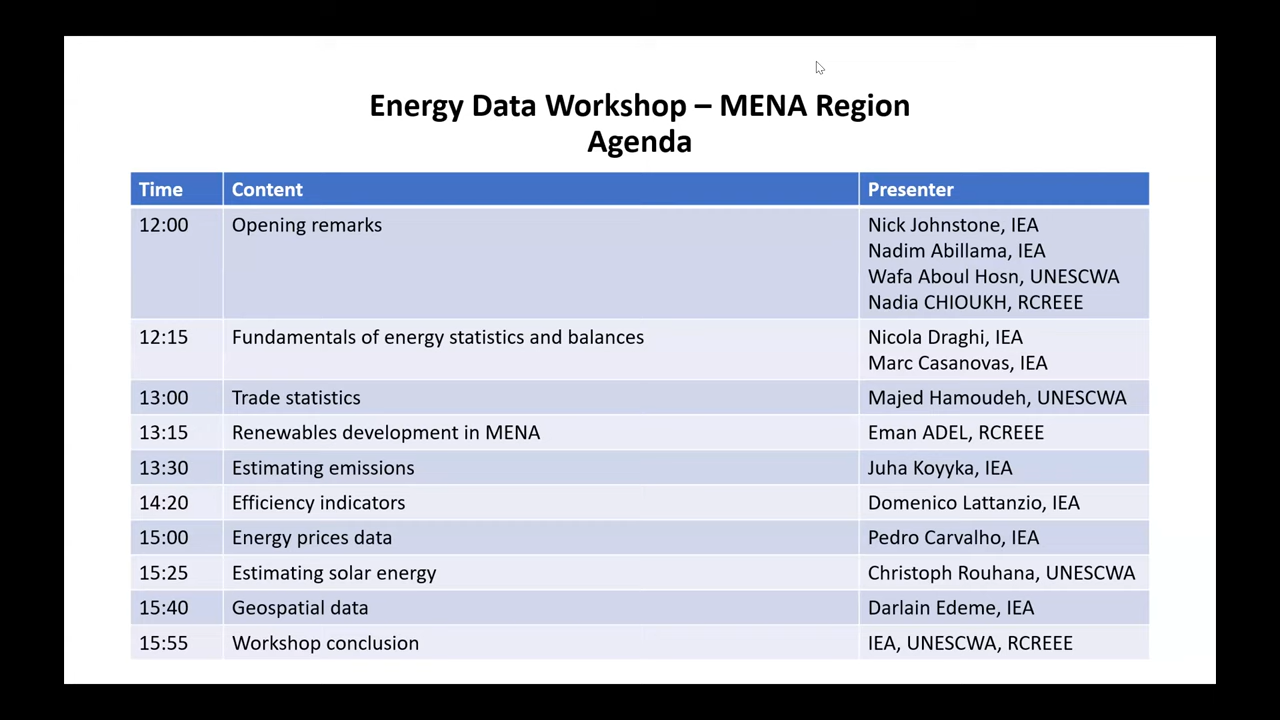 Energy Data Workshop – MENA Region
Agenda
Time Content Presenter
12:00 Opening remarks Nick Johnstone, IEA
Nadim Abillama, IEA
Wafa Aboul Hosn, UNESCWA
Nadia CHIOUKH, RCREEE
12:15 Fundamentals of energy statistics and balances Nicola Draghi, IEA
Marc Casanovas, IEA
13:00 Trade statistics Majed Hamoudeh, UNESCWA
13:15 Renewables development in MENA Eman ADEL, RCREEE
13:30 Estimating emissions Juha Koyyka, IEA
14:20 Efficiency indicators Domenico Lattanzio, IEA
15:00 Energy prices data Pedro Carvalho, IEA
15:25 Estimating solar energy Christoph Rouhana, UNESCWA
15:40 Geospatial data Darlain Edeme, IEA
15:55 Workshop conclusion IEA, UNESCWA, RCREEE